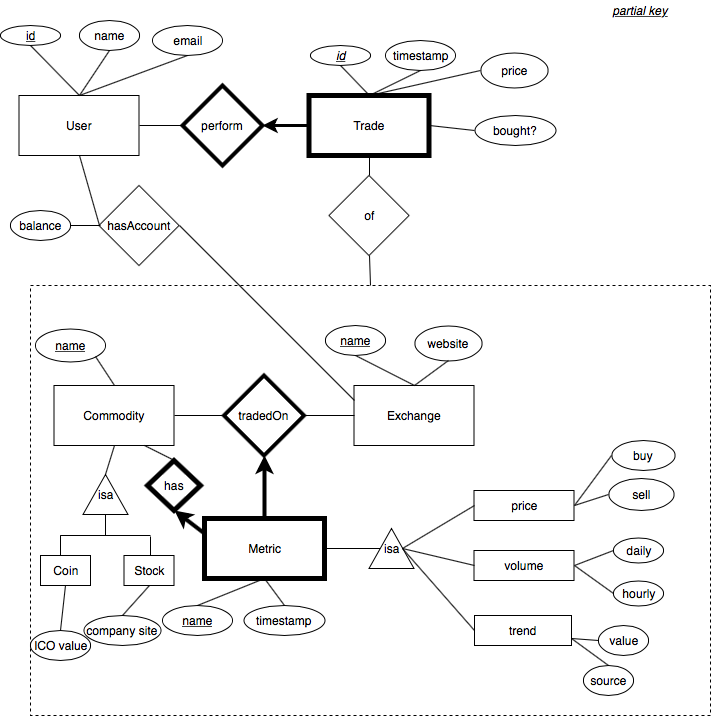 partial key
id
name
email
id
timestamp
price
bought?
User
perform
Trade
balance
hasAccount
of
name
name
website
Commodity
tradedOn
Exchange
isa
has
buy
sell
price
Metric
isa
daily
volume
hourly
Coin
Stock
name
timestamp
company site
ICO value
trend
value
source